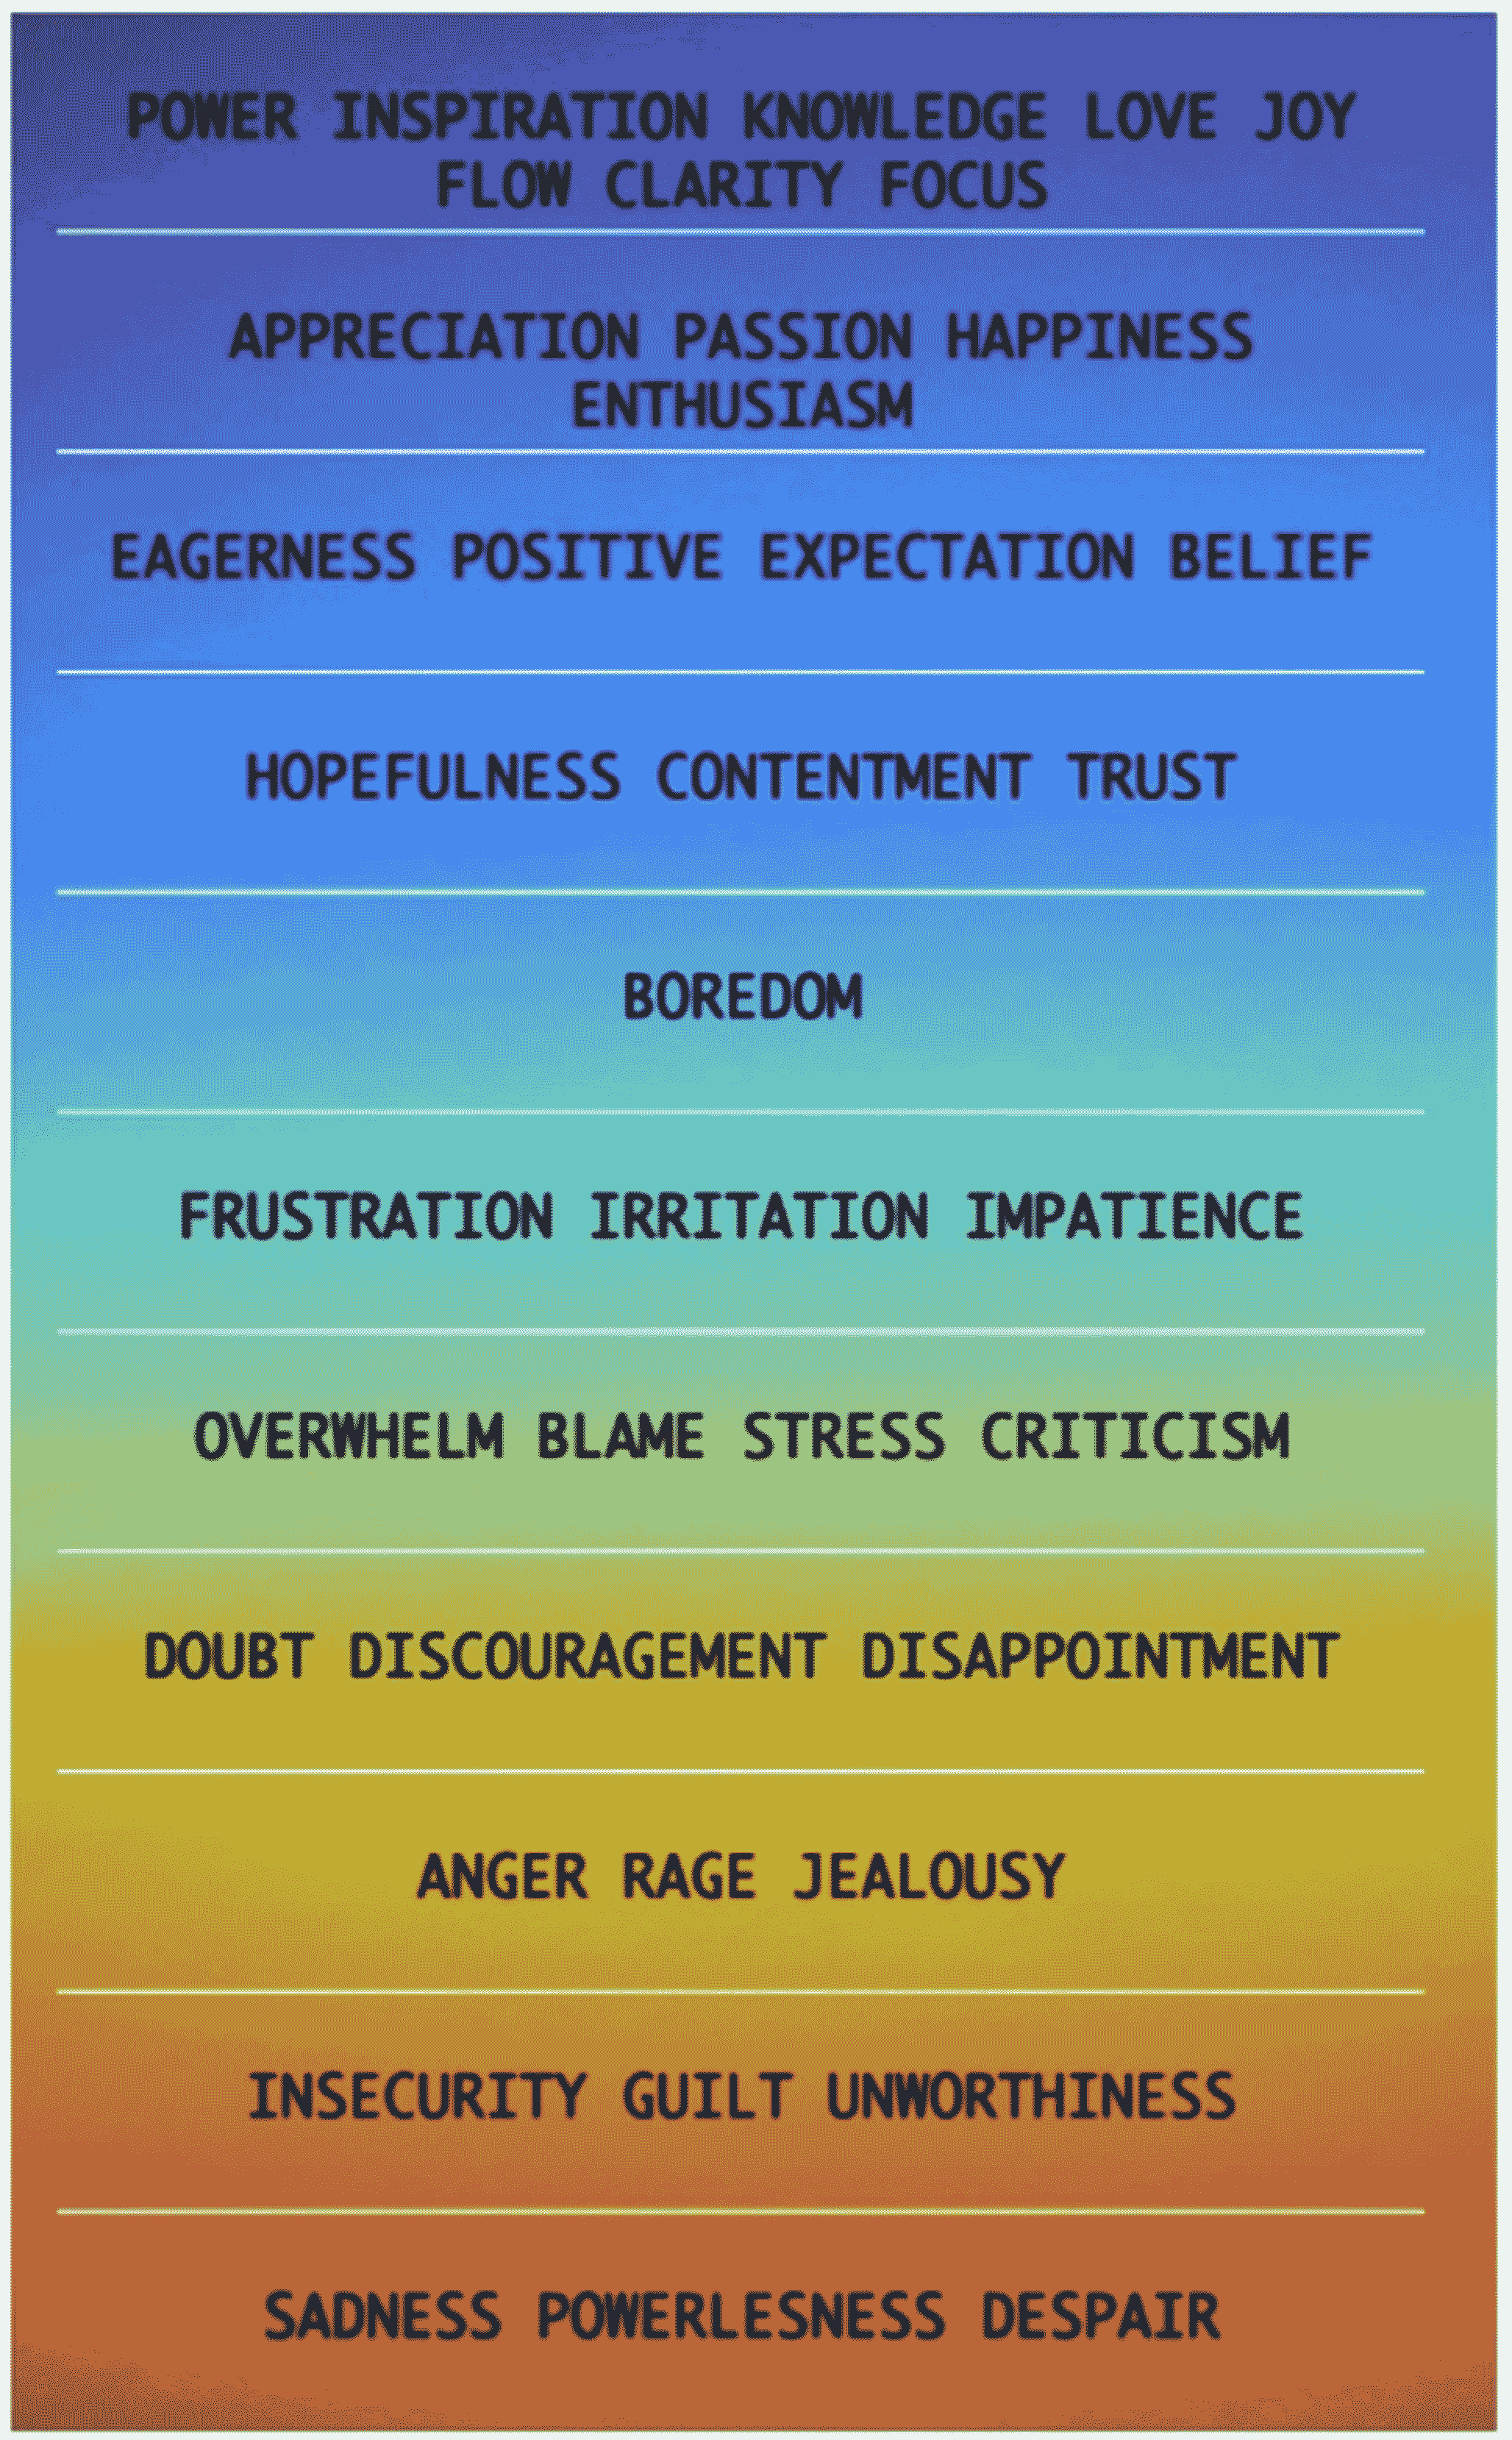 POWER INSPIRATION KNOWLEDGE LOVE JOY
FLOW CLARITY FOCUS
APPRECIATION PASSION HAPPINESS
ENTHUSIASM
EAGERNESS POSITIVE EXPECTATION BELIEF
HOPEFULNESS CONTENTMENT TRUST
BOREDOM
FRUSTRATION IRRITATION IMPATIENCE
OVERWHELM BLAME STRESS CRITICISM
DOUBT DISCOURAGEMENT DISAPPOINTMENT
ANGER RAGE JEALOUSY
INSECURITY GUILT UNWORTHINESS
SADNESS POWERLESNESS DESPAIR